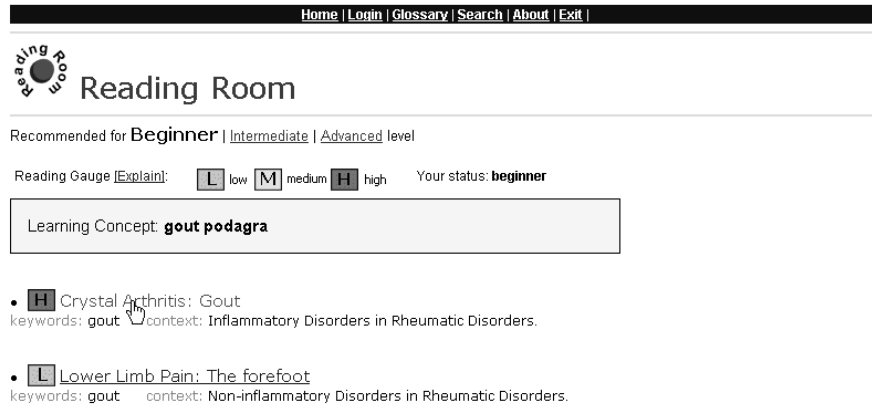 Home | Login | Glossary | Search | About | Exit |
Reading Room
Reading Room
Recommended for Beginner | Intermediate | Advanced level
Reading Gauge [Explain]: L low M medium H high Your status: beginner
Learning Concept: gout podagra
• H Crystal Arthritis: Gout
keywords: gout context: Inflammatory Disorders in Rheumatic Disorders.
• L Lower Limb Pain: The forefoot
keywords: gout context: Non-inflammatory Disorders in Rheumatic Disorders.